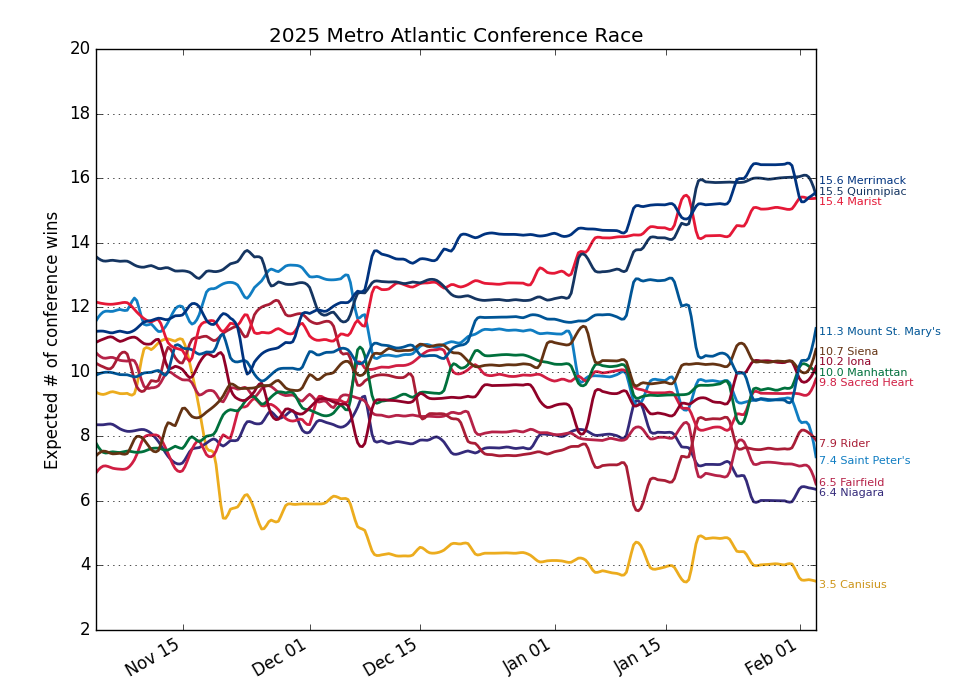 2025 Metro Atlantic Conference Race
Expected # of conference wins
20
18
16
14
12
10
8
6
4
2
Nov 15
Dec 01
Dec 15
Jan 01
Jan 15
Feb 01
15.6 Merrimack
15.5 Quinnipiac
15.4 Marist
11.3 Mount St. Mary's
10.7 Siena
10.2 Iona
10.0 Manhattan
9.8 Sacred Heart
7.9 Rider
7.4 Saint Peter's
6.5 Fairfield
6.4 Niagara
3.5 Canisius